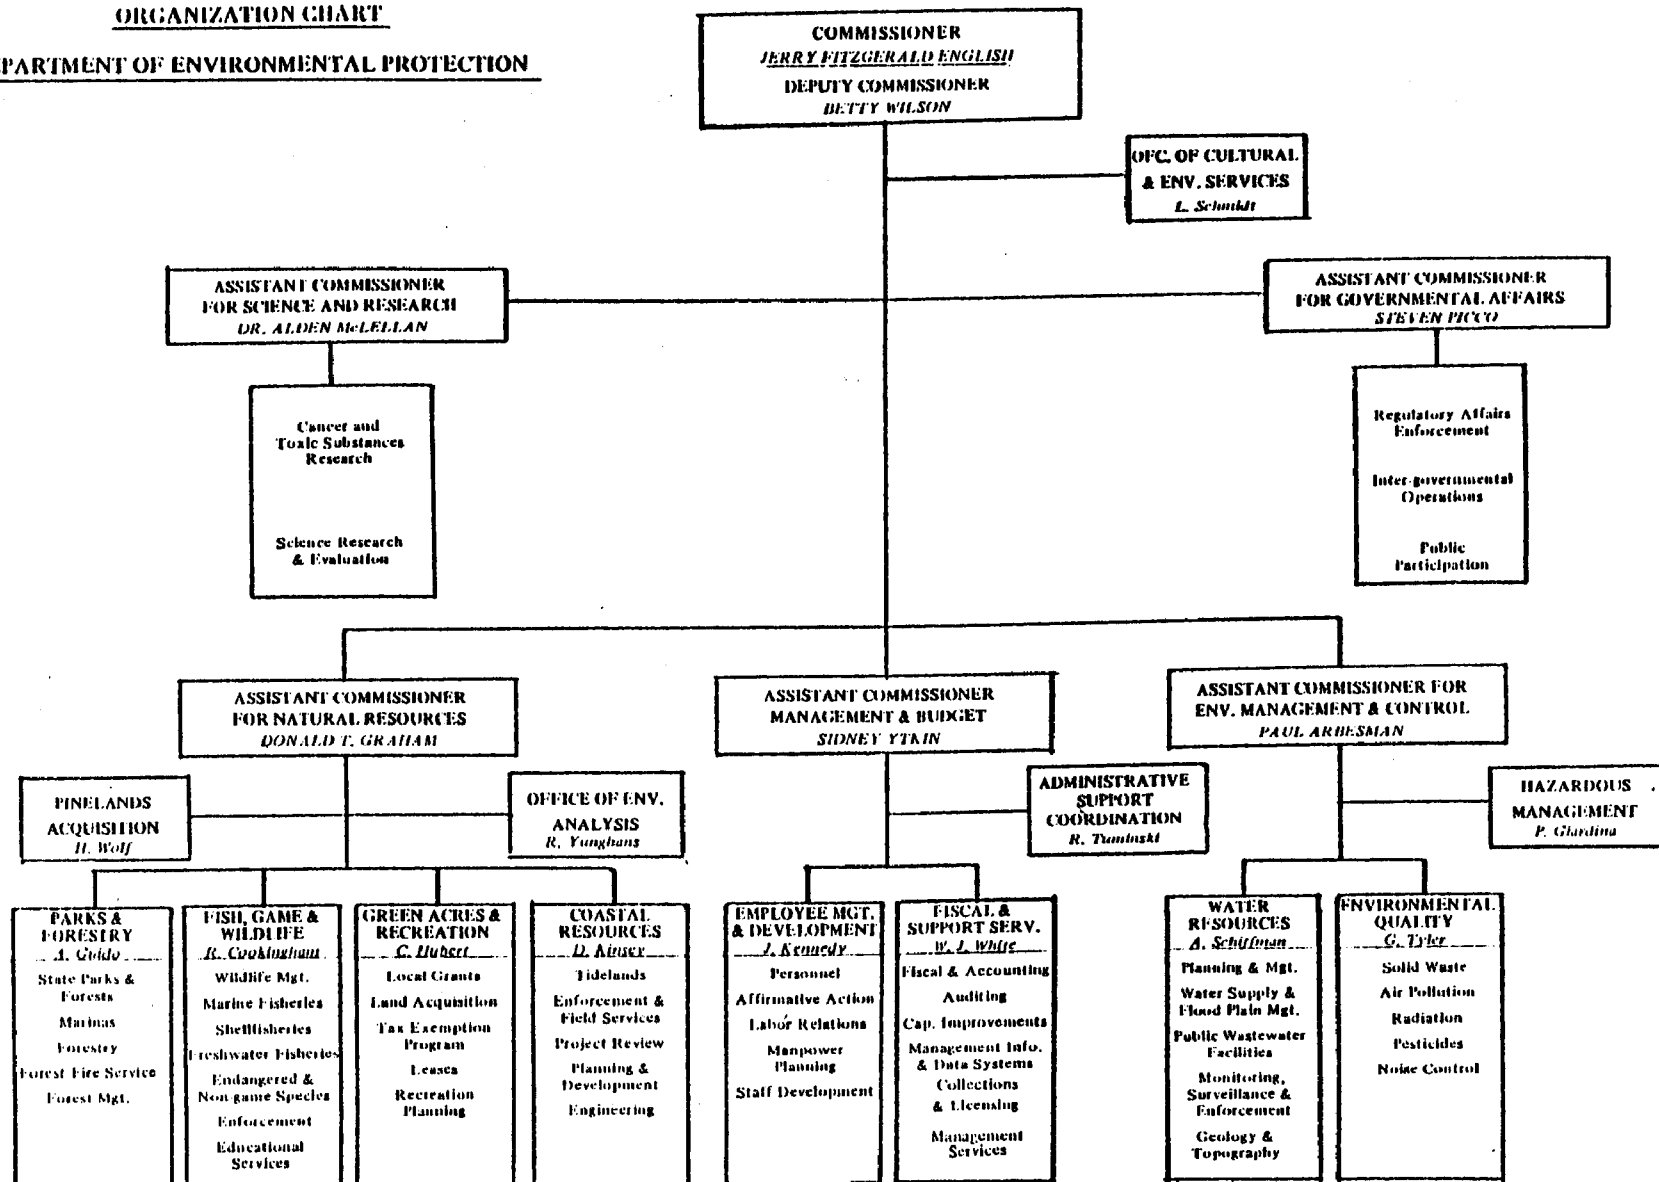 ORGANIZATION CHART
PARTMENT OF ENVIRONMENTAL PROTECTION
COMMISSIONER
JERRY FITZGERALD ENGLISH
DEPUTY COMMISSIONER
BETTY WILSON
OFC. OF CULTURAL
& ENV. SERVICES
L. Schmidt
ASSISTANT COMMISSIONER
FOR SCIENCE AND RESEARCH
DR. ALDEN McLELLAN
Cancer and
Toxic Substances
Research
Science Research
& Evaluation
ASSISTANT COMMISSIONER
FOR GOVERNMENTAL AFFAIRS
STEVEN PICCO
Regulatory Affairs
Enforcement
Inter-governmental
Operations
Public
Participation
ASSISTANT COMMISSIONER
FOR NATURAL RESOURCES
DONALD T. GRAHAM
PINELANDS
ACQUISITION
H. Wolf
OFFICE OF ENV.
ANALYSIS
R. Yunghans
PARKS &
FORESTRY
A. Guido
State Parks &
Forests
Marinas
Forestry
Forest Fire Service
Forest Mgt.
FISH, GAME &
WILDLIFE
R. Cookingham
Wildlife Mgt.
Marine Fisheries
Shellfisheries
Freshwater Fisheries
Endangered &
Non-game Species
Enforcement
Educational
Services
GREEN ACRES &
RECREATION
C. Hubert
Local Grants
Land Acquisition
Tax Exemption
Program
Leases
Recreation
Planning
COASTAL
RESOURCES
D. Kinsey
Tidelands
Enforcement &
Field Services
Project Review
Planning &
Development
Engineering
ASSISTANT COMMISSIONER
MANAGEMENT & BUDGET
SIDNEY YTKIN
ADMINISTRATIVE
SUPPORT
COORDINATION
R. Tuminski
EMPLOYEE MGT.
& DEVELOPMENT
J. Kennedy
Personnel
Affirmative Action
Labor Relations
Manpower
Planning
Staff Development
FISCAL &
SUPPORT SERV.
W. J. White
Fiscal & Accounting
Auditing
Cap. Improvements
Management Info.
& Data Systems
Collections
& Licensing
Management
Services
ASSISTANT COMMISSIONER FOR
ENV. MANAGEMENT & CONTROL
PAUL ARBESMAN
HAZARDOUS
MANAGEMENT
P. Giardina
WATER
RESOURCES
A. Schiffman
Planning & Mgt.
Water Supply &
Flood Plain Mgt.
Public Wastewater
Facilities
Monitoring,
Surveillance &
Enforcement
Geology &
Topography
ENVIRONMENTAL
QUALITY
G. Tyler
Solid Waste
Air Pollution
Radiation
Pesticides
Noise Control